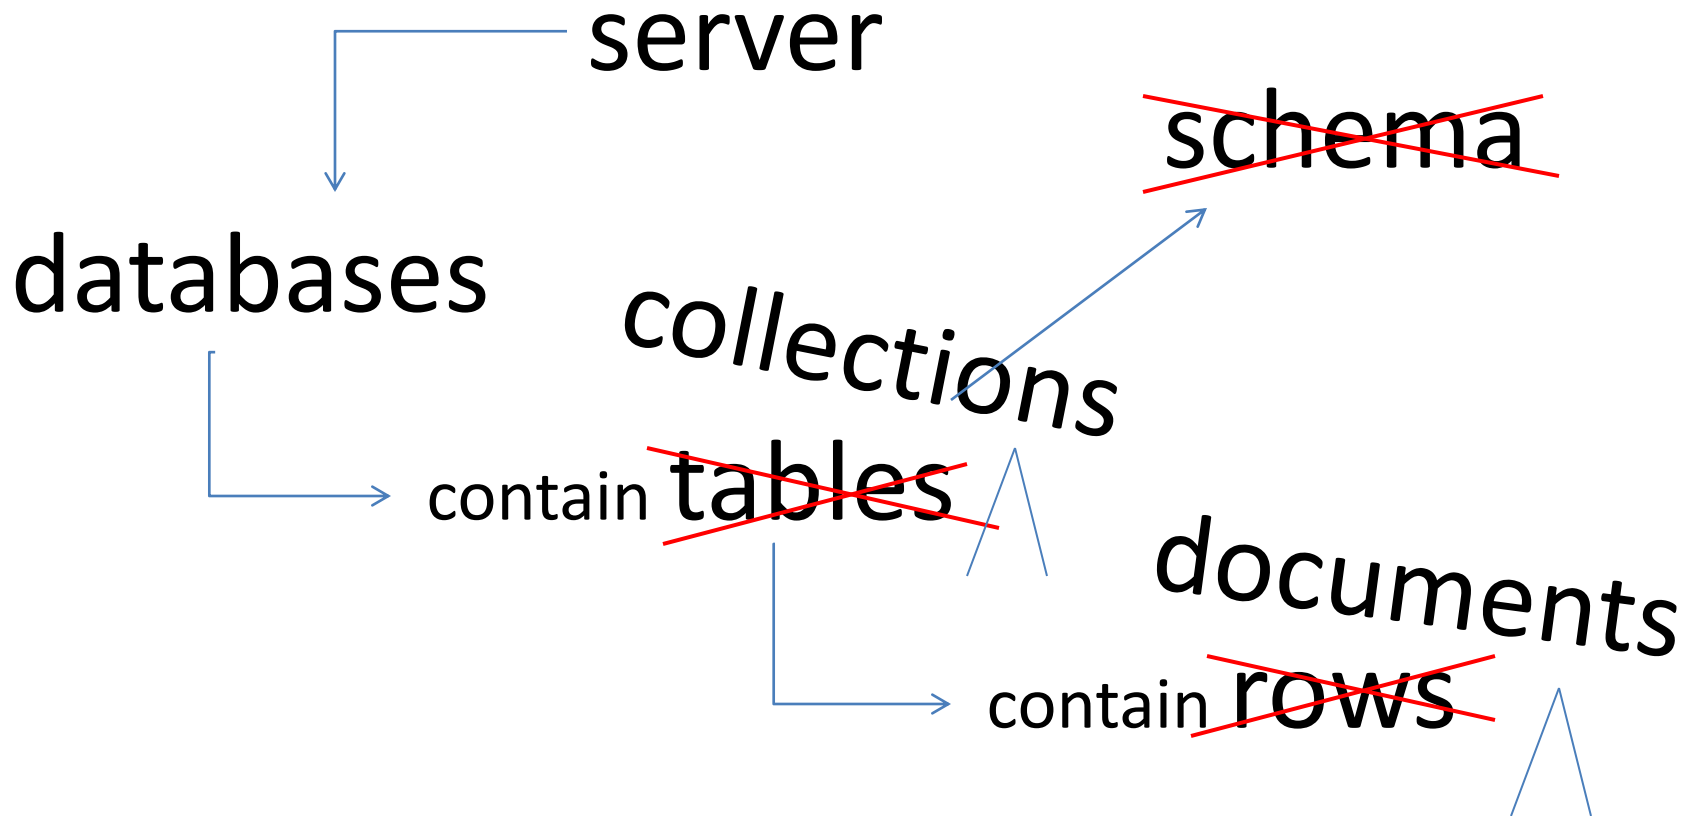 server
schema
databases
collections
contain tables
documents
contain rows